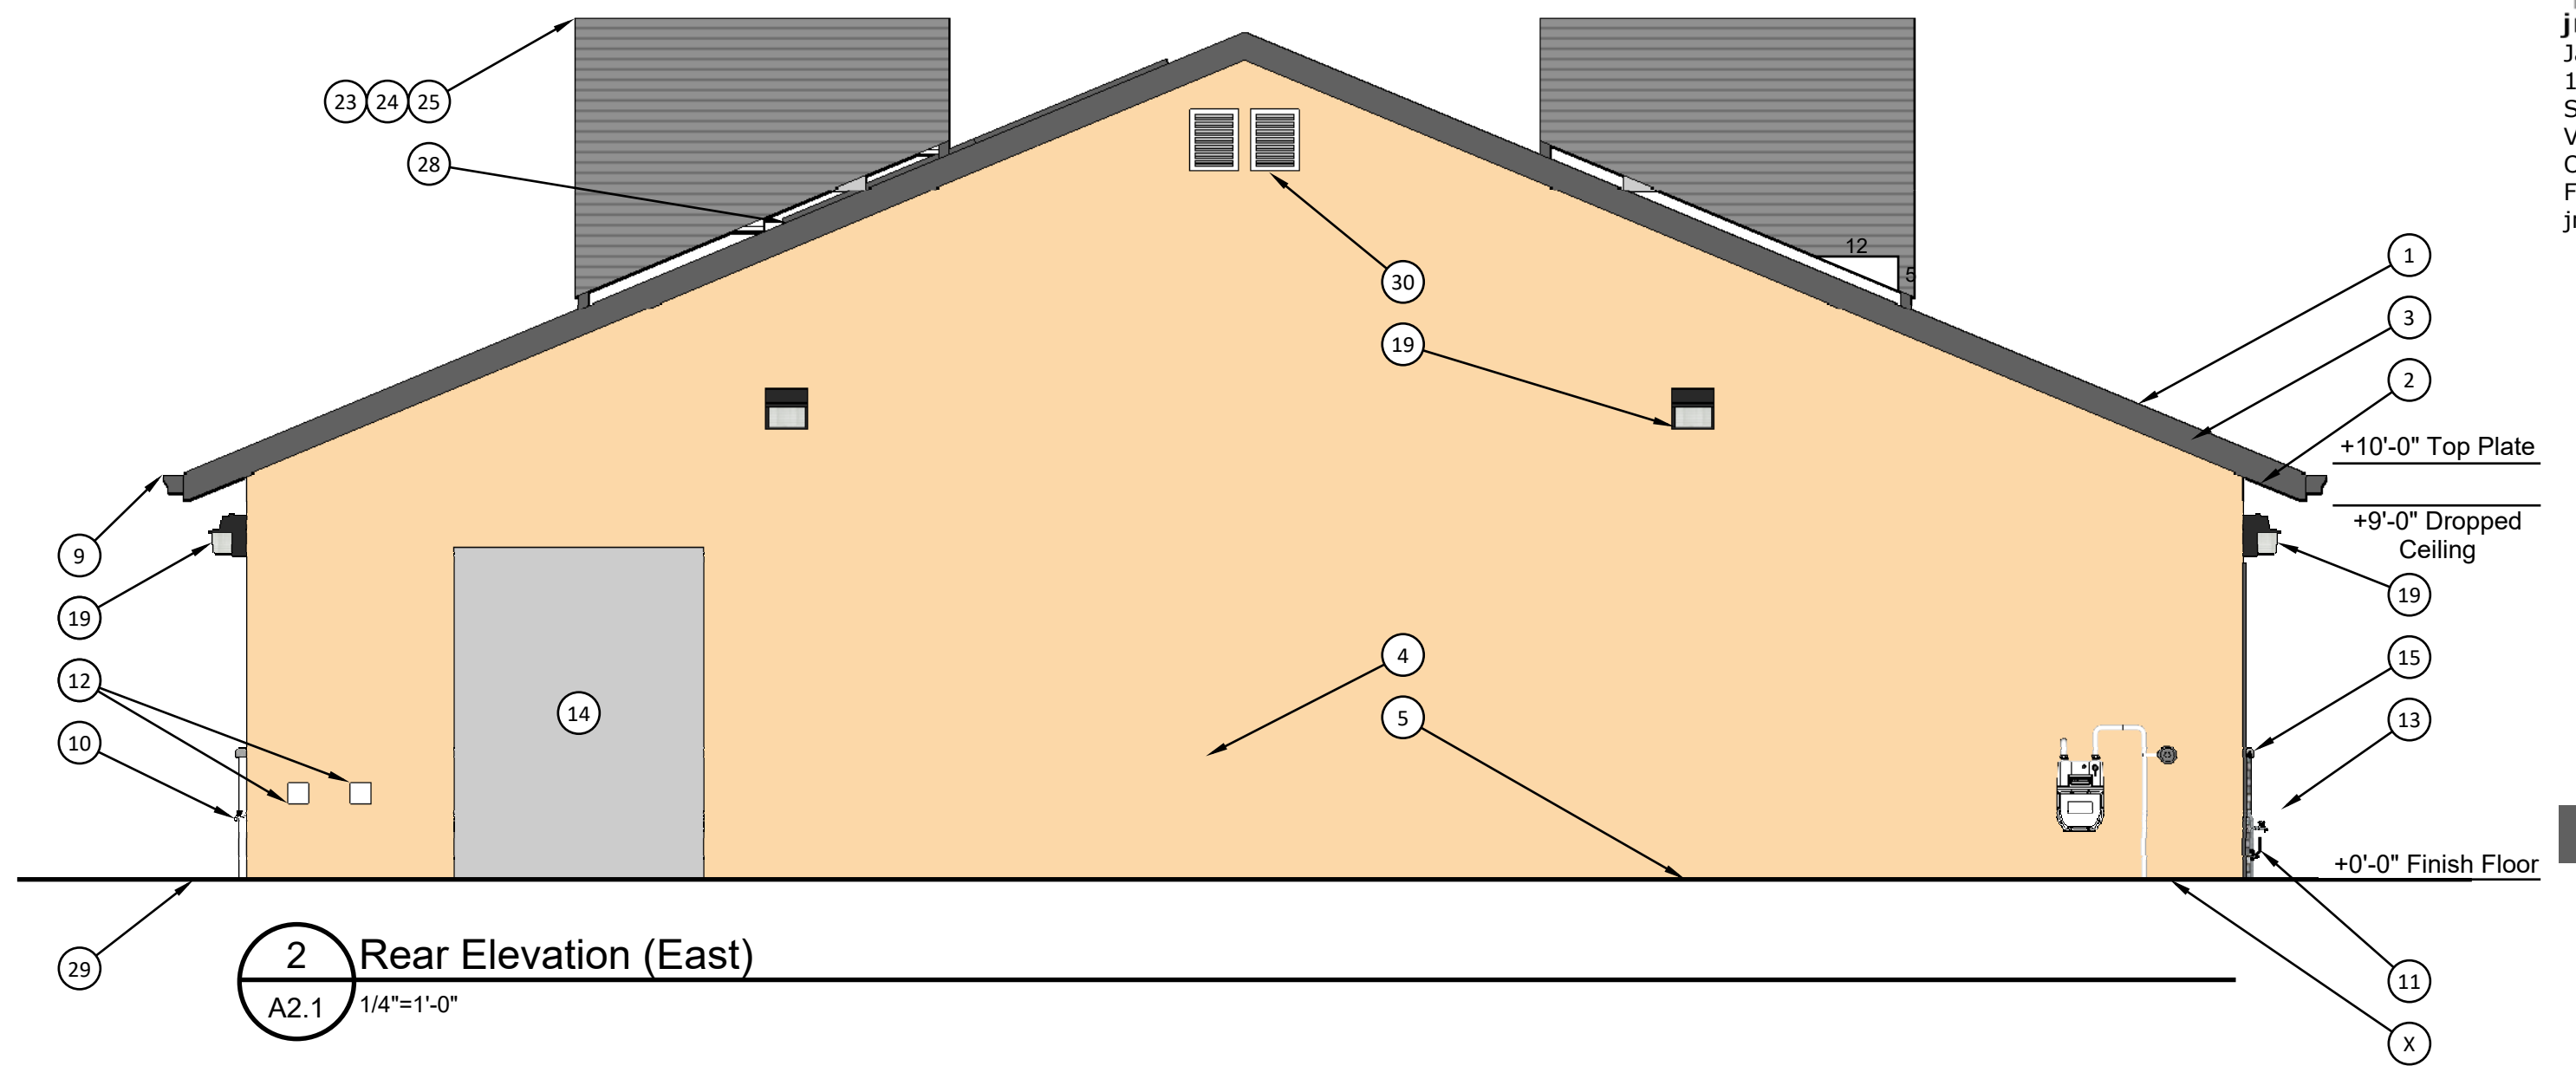 23 24 25
28
30
19
12
5
1
3
2
+10'-0" Top Plate
+9'-0" Dropped
Ceiling
9
19
12
10
14
4
5
19
15
13
+0'-0" Finish Floor
29
11
X
2
Rear Elevation (East)
A2.1
1/4"=1'-0"